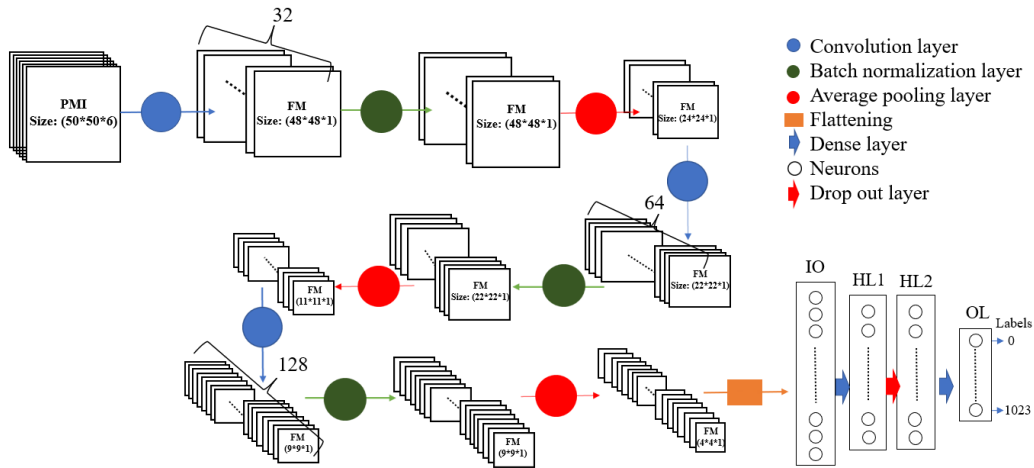 32
PMI
Size: (50*50*6)
FM
Size: (48*48*1)
FM
Size: (48*48*1)
FM
Size: (24*24*1)
Convolution layer
Batch normalization layer
Average pooling layer
Flattening
Dense layer
Neurons
Drop out layer
64
FM
(11*11*1)
FM
Size: (22*22*1)
FM
Size: (22*22*1)
128
FM
(9*9*1)
FM
(9*9*1)
FM
(4*4*1)
IO
HL1
HL2
OL
Labels
0
1023